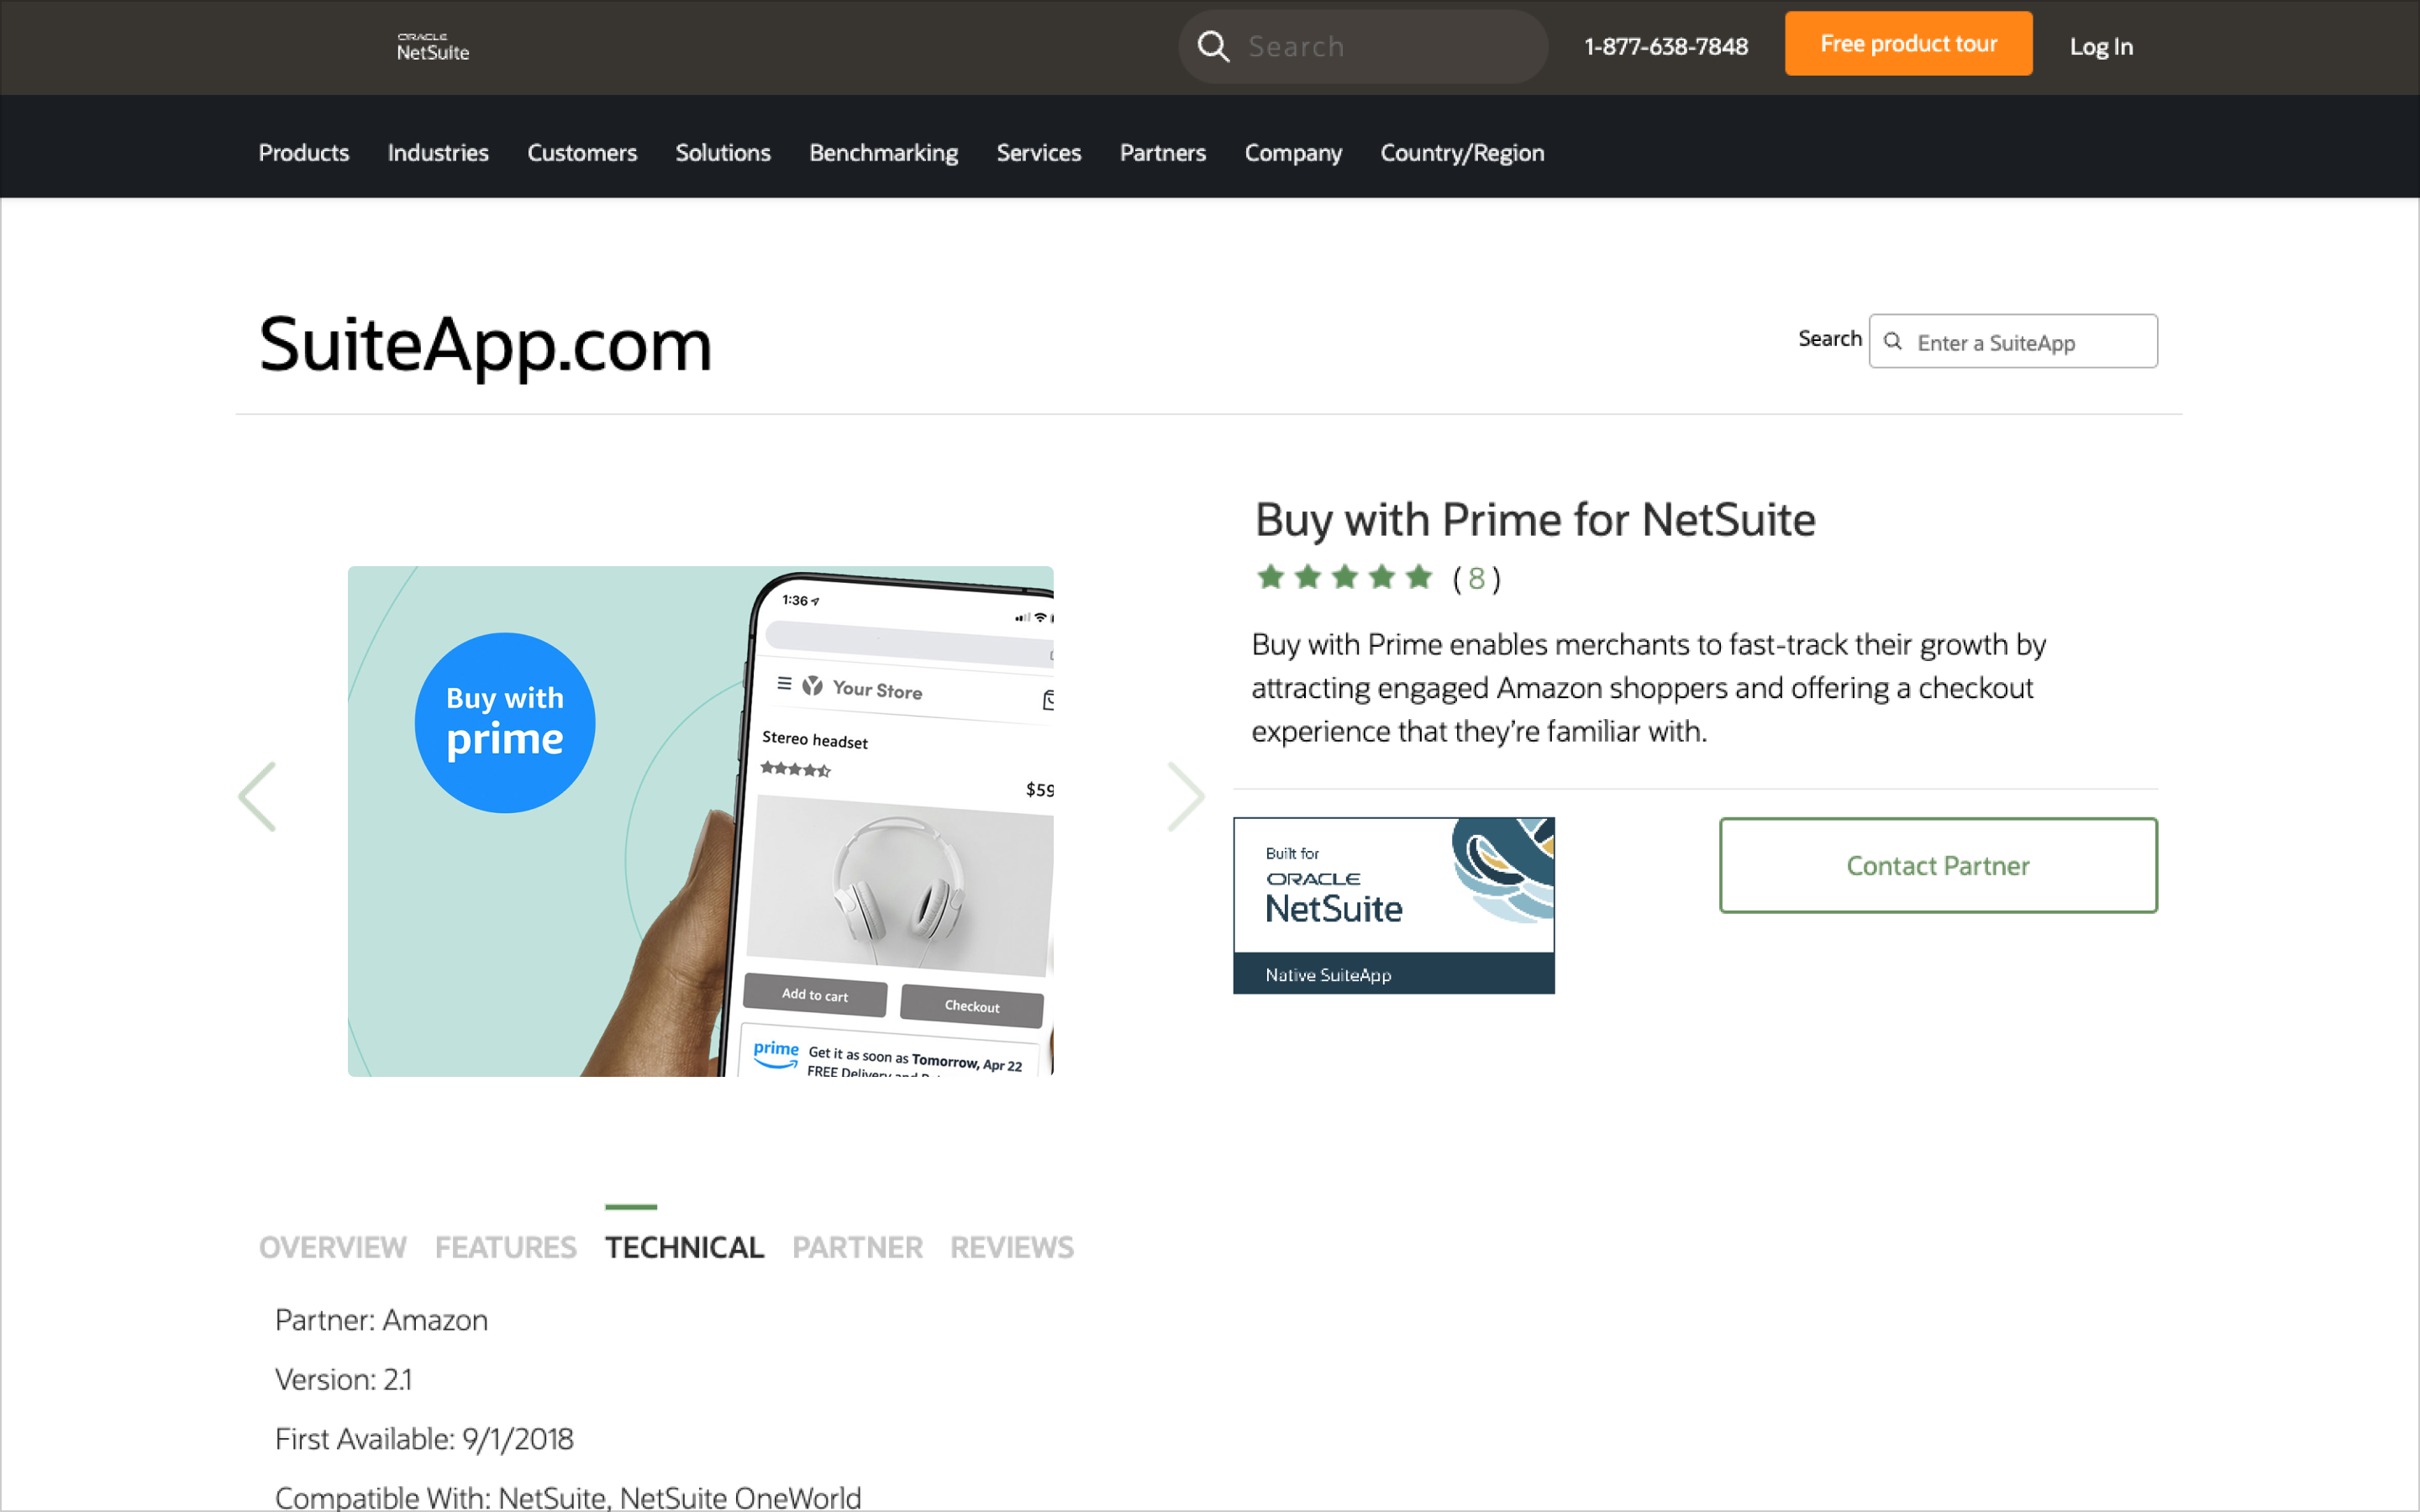 ORACLE
NetSuite
Search
1-877-638-7848
Free product tour
Log In
Products
Industries
Customers
Solutions
Benchmarking
Services
Partners
Company
Country/Region
SuiteApp.com
Search
Enter a SuiteApp
Buy with
prime
1:36
Your Store
Stereo headset
$59
Add to cart
Checkout
prime
Get it as soon as Tomorrow, Apr 22
FREE Delivery and
Buy with Prime for NetSuite
(8)
Buy with Prime enables merchants to fast-track their growth by
attracting engaged Amazon shoppers and offering a checkout
experience that they're familiar with.
Built for
ORACLE
NetSuite
Native SuiteApp
Contact Partner
OVERVIEW
FEATURES
TECHNICAL
PARTNER
REVIEWS
Partner: Amazon
Version: 2.1
First Available: 9/1/2018
Compatible With: NetSuite, NetSuite OneWorld